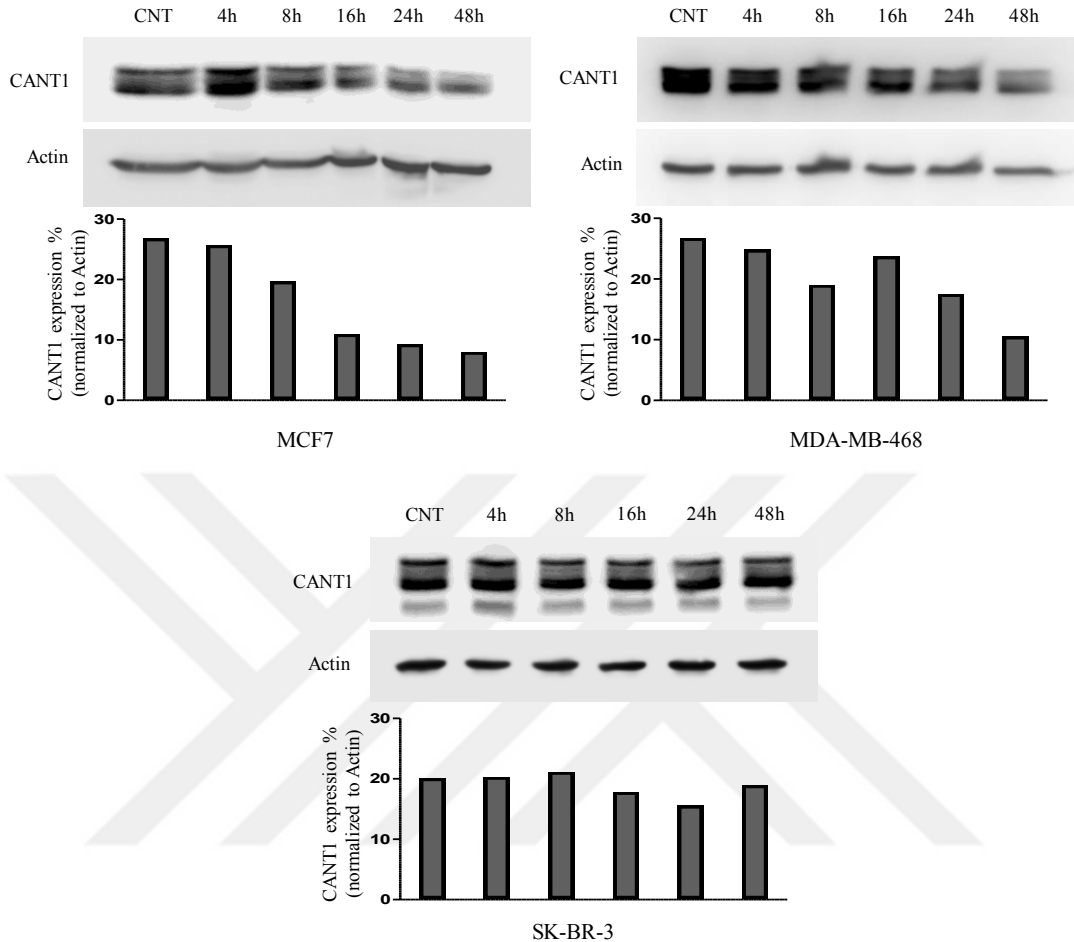 CNT 4h 8h 16h 24h 48h
CANT1
Actin
30
20
10
0
CANT1 expression %
(normalized to Actin)
MCF7
CNT 4h 8h 16h 24h 48h
CANT1
Actin
30
20
10
0
CANT1 expression %
(normalized to Actin)
MDA-MB-468
CNT 4h 8h 16h 24h 48h
CANT1
Actin
30
20
10
0
CANT1 expression %
(normalized to Actin)
SK-BR-3